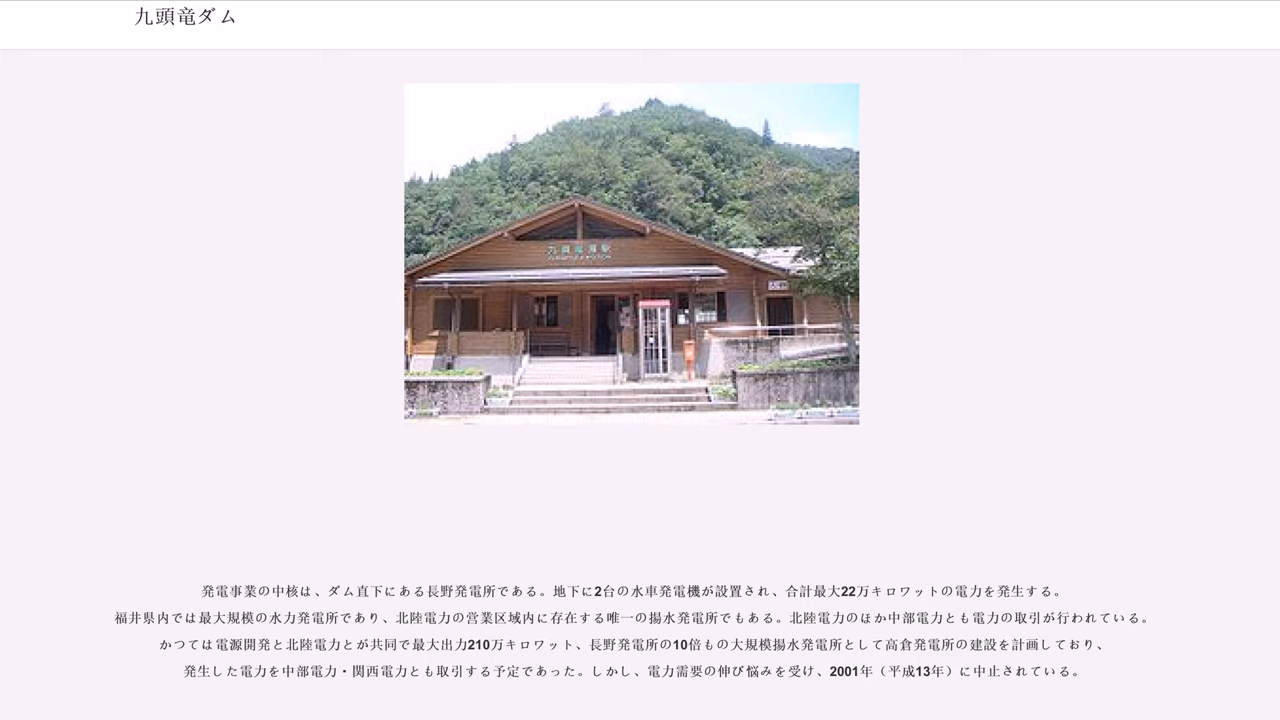 九頭竜ダム
九頭竜湖駅
発電事業の中核は、ダム直下にある長野発電所である。地下に2台の水車発電機が設置され、合計最大22万キロワットの電力を発生する。
福井県内では最大規模の水力発電所であり、北陸電力の営業区域内に存在する唯一の揚水発電所でもある。北陸電力のほか中部電力とも電力の取引が行われている。
かつては電源開発と北陸電力とが共同で最大出力210万キロワット、長野発電所の10倍もの大規模揚水発電所として高倉発電所の建設を計画しており、
発生した電力を中部電力・関西電力とも取引する予定であった。しかし、電力需要の伸び悩みを受け、2001年（平成13年）に中止されている。